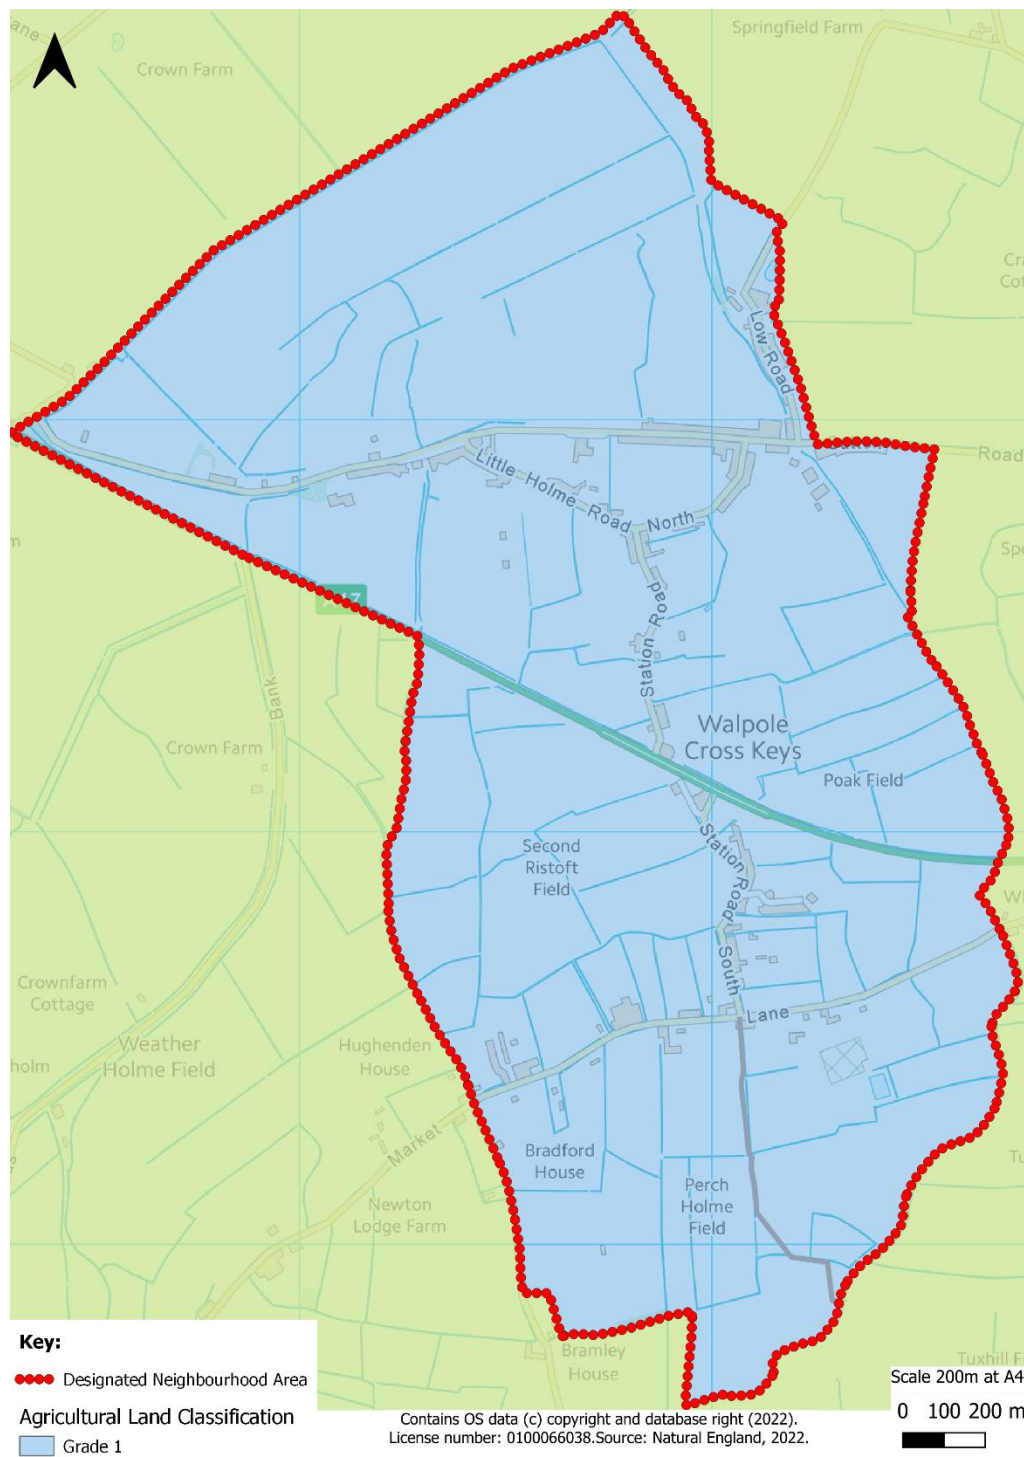 ane
Springfield Farm
Crown Farm
Low Road
Road
Little Holme Road
North
A17
Station Road
Bank
Walpole
Cross Keys
Crown Farm
Poak Field
Second
Ristoft
Field
Station Road
South
Crownfarm
Cottage
Lane
Weather
Holme Field
Hughenden
House
holm
Market
Bradford
House
Newton
Lodge Farm
Perch
Holme
Field
Bramley
House
Key:
Designated Neighbourhood Area
Agricultural Land Classification
Grade 1
Contains OS data (c) copyright and database right (2022).
License number: 0100066038.Source: Natural England, 2022.
Scale 200m at A4
0 100 200 m